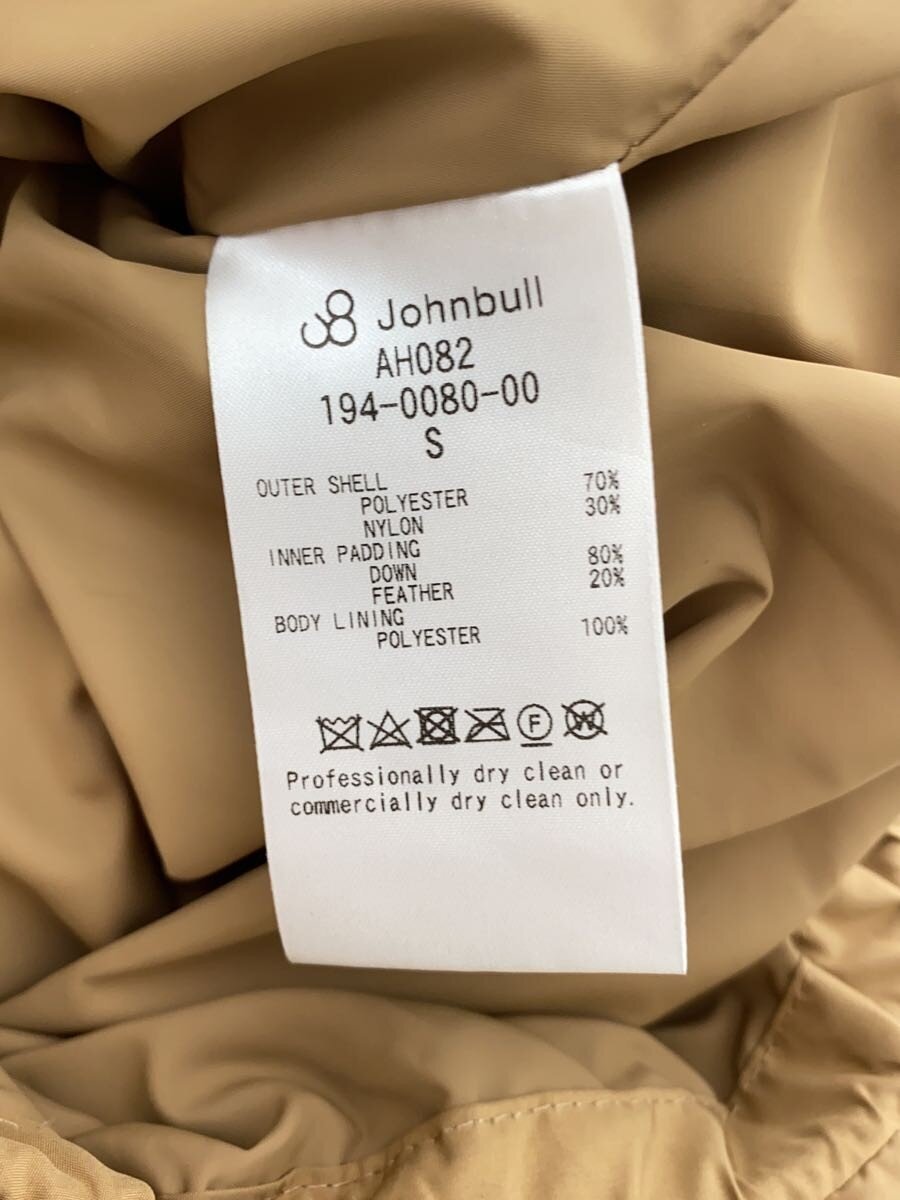 Johnbull
AH082
194-0080-00
S
OUTER SHELL
POLYESTER 70%
NYLON 30%
INNER PADDING
DOWN 80%
FEATHER 20%
BODY LINING
POLYESTER 100%
F W
Professionally dry clean or
commercially dry clean only.